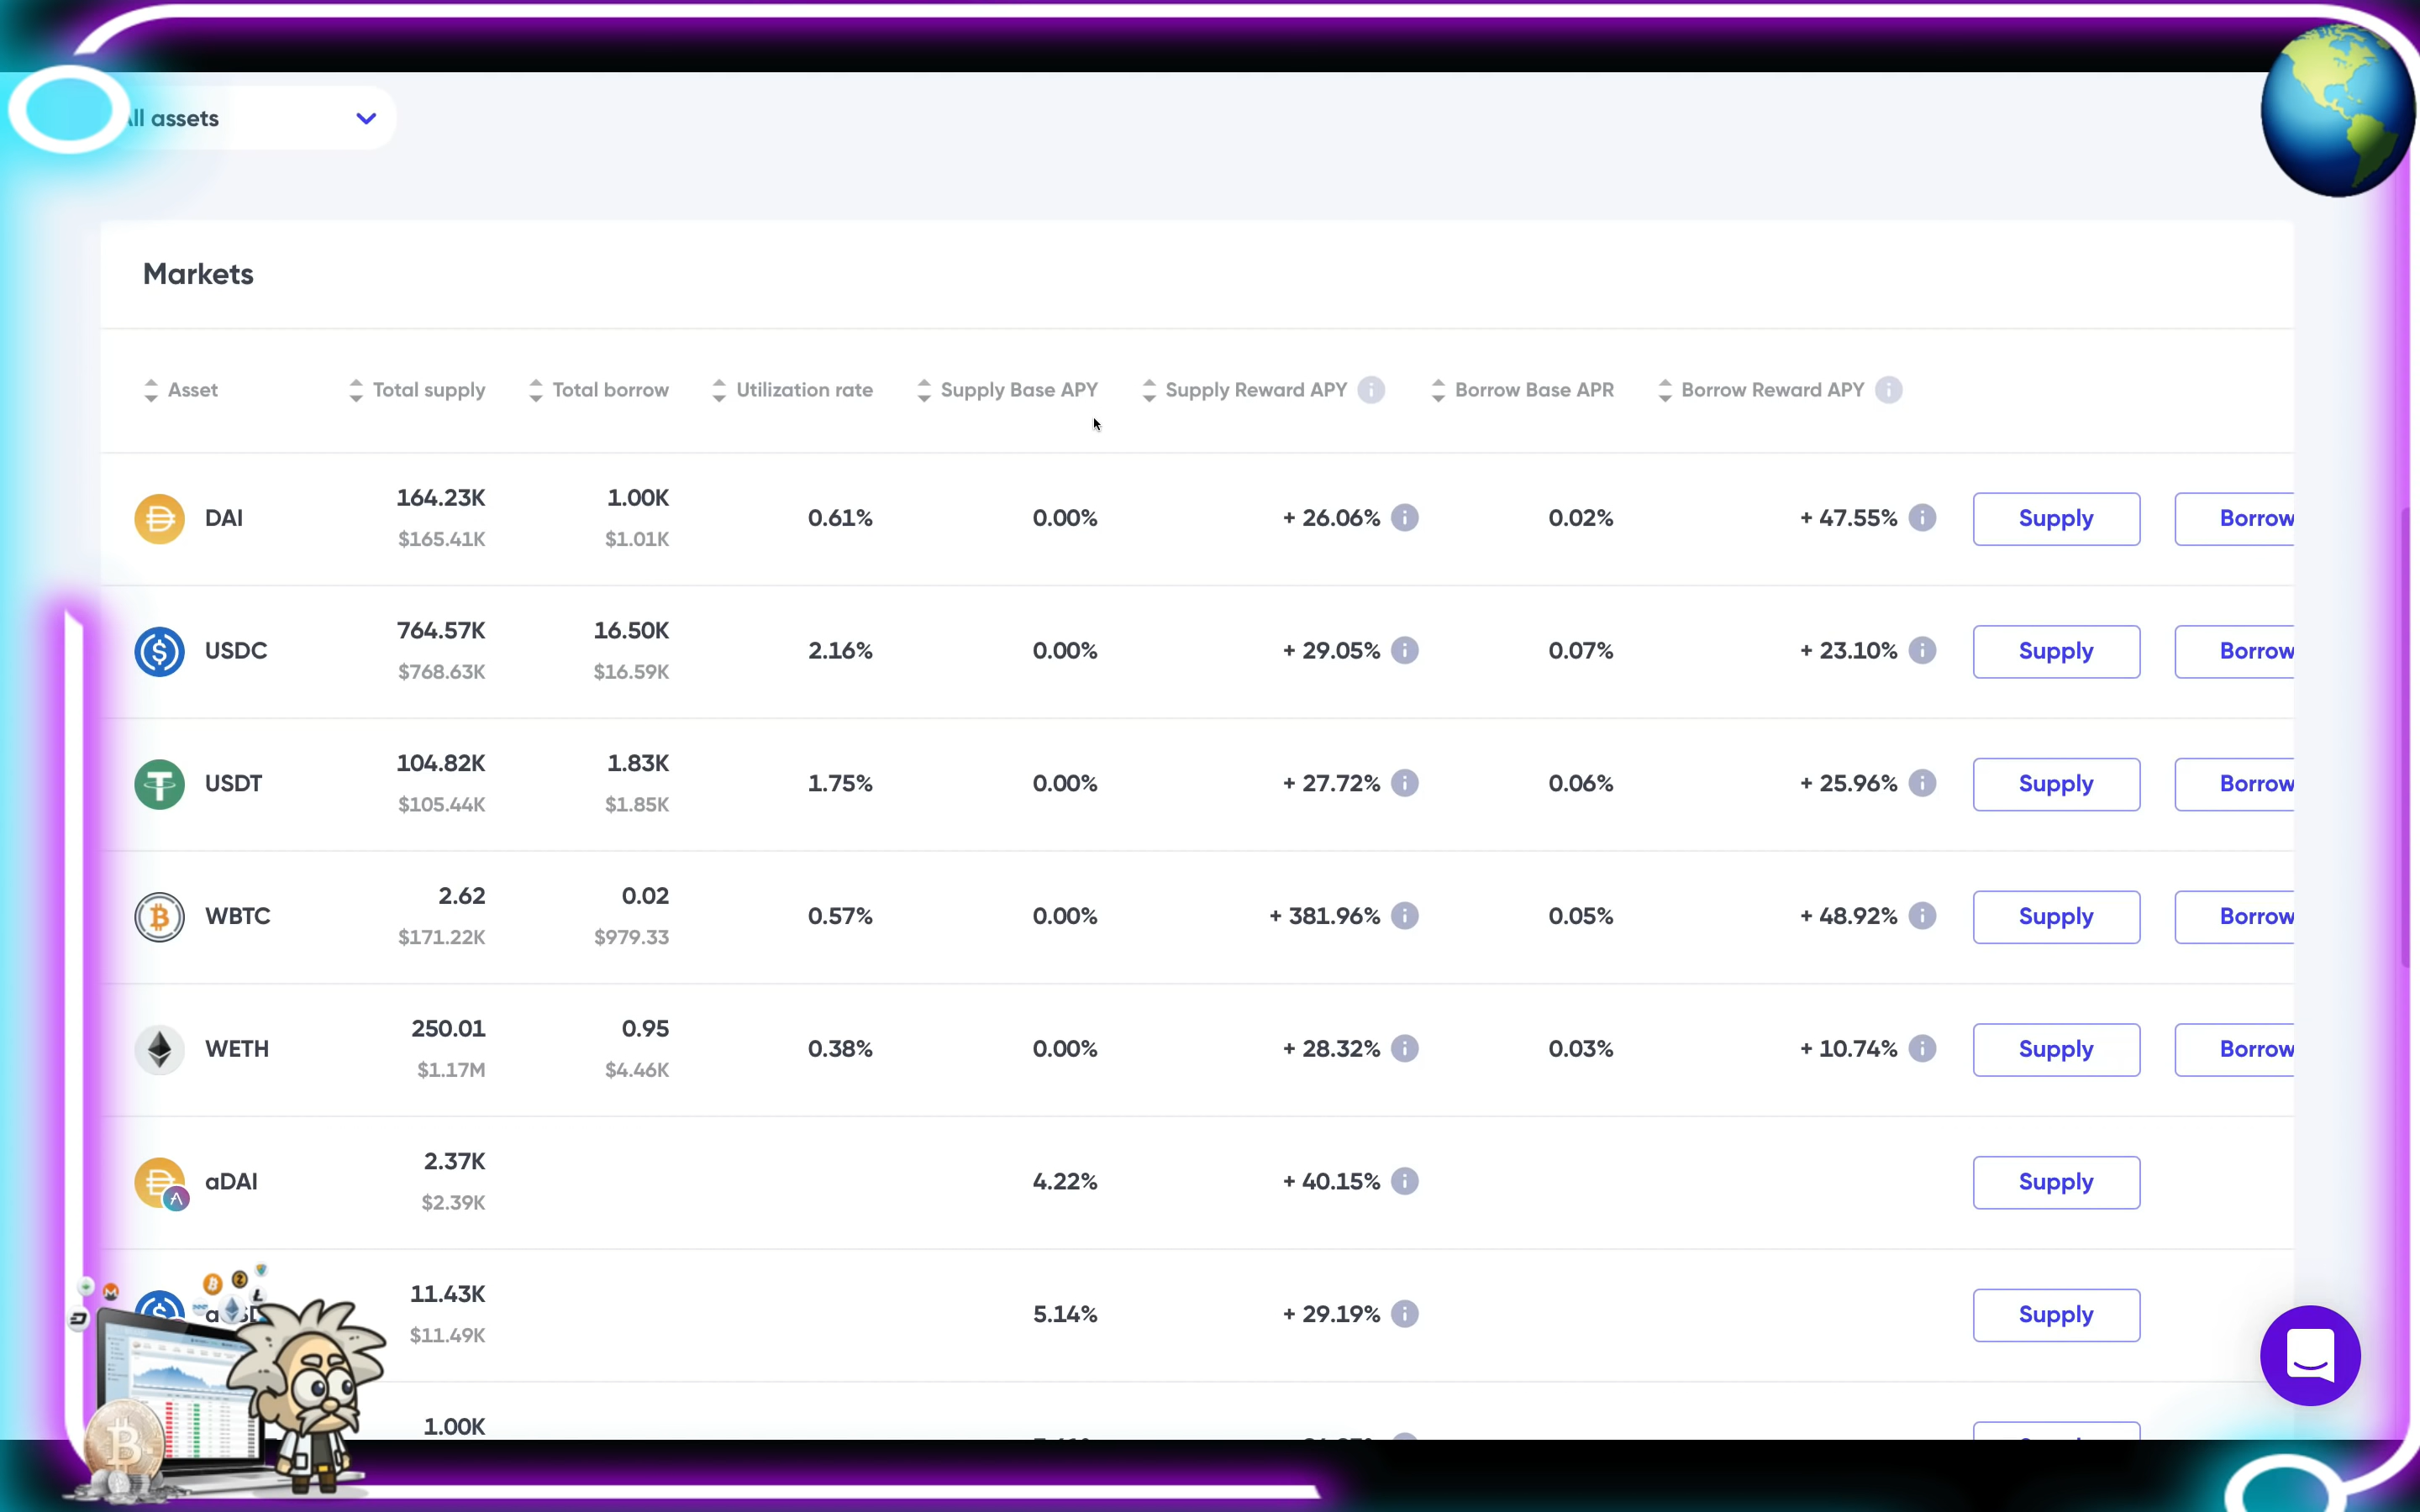 All assets
Markets
Asset Total supply Total borrow Utilization rate Supply Base APY Supply Reward APY Borrow Base APR Borrow Reward APY
164.23K 1.00K
DAI 0.61% 0.00% + 26.06% 0.02% + 47.55% Supply Borrow
$165.41K $1.01K
764.57K 16.50K
USDC 2.16% 0.00% + 29.05% 0.07% + 23.10% Supply Borrow
$768.63K $16.59K
104.82K 1.83K
USDT 1.75% 0.00% + 27.72% 0.06% + 25.96% Supply Borrow
$105.44K $1.85K
2.62 0.02
WBTC 0.57% 0.00% + 381.96% 0.05% + 48.92% Supply Borrow
$171.22K $979.33
250.01 0.95
WETH 0.38% 0.00% + 28.32% 0.03% + 10.74% Supply Borrow
$1.17M $4.46K
2.37K
aDAI 4.22% + 40.15% Supply
$2.39K
11.43K
5.14% + 29.19% Supply
$11.49K
1.00K